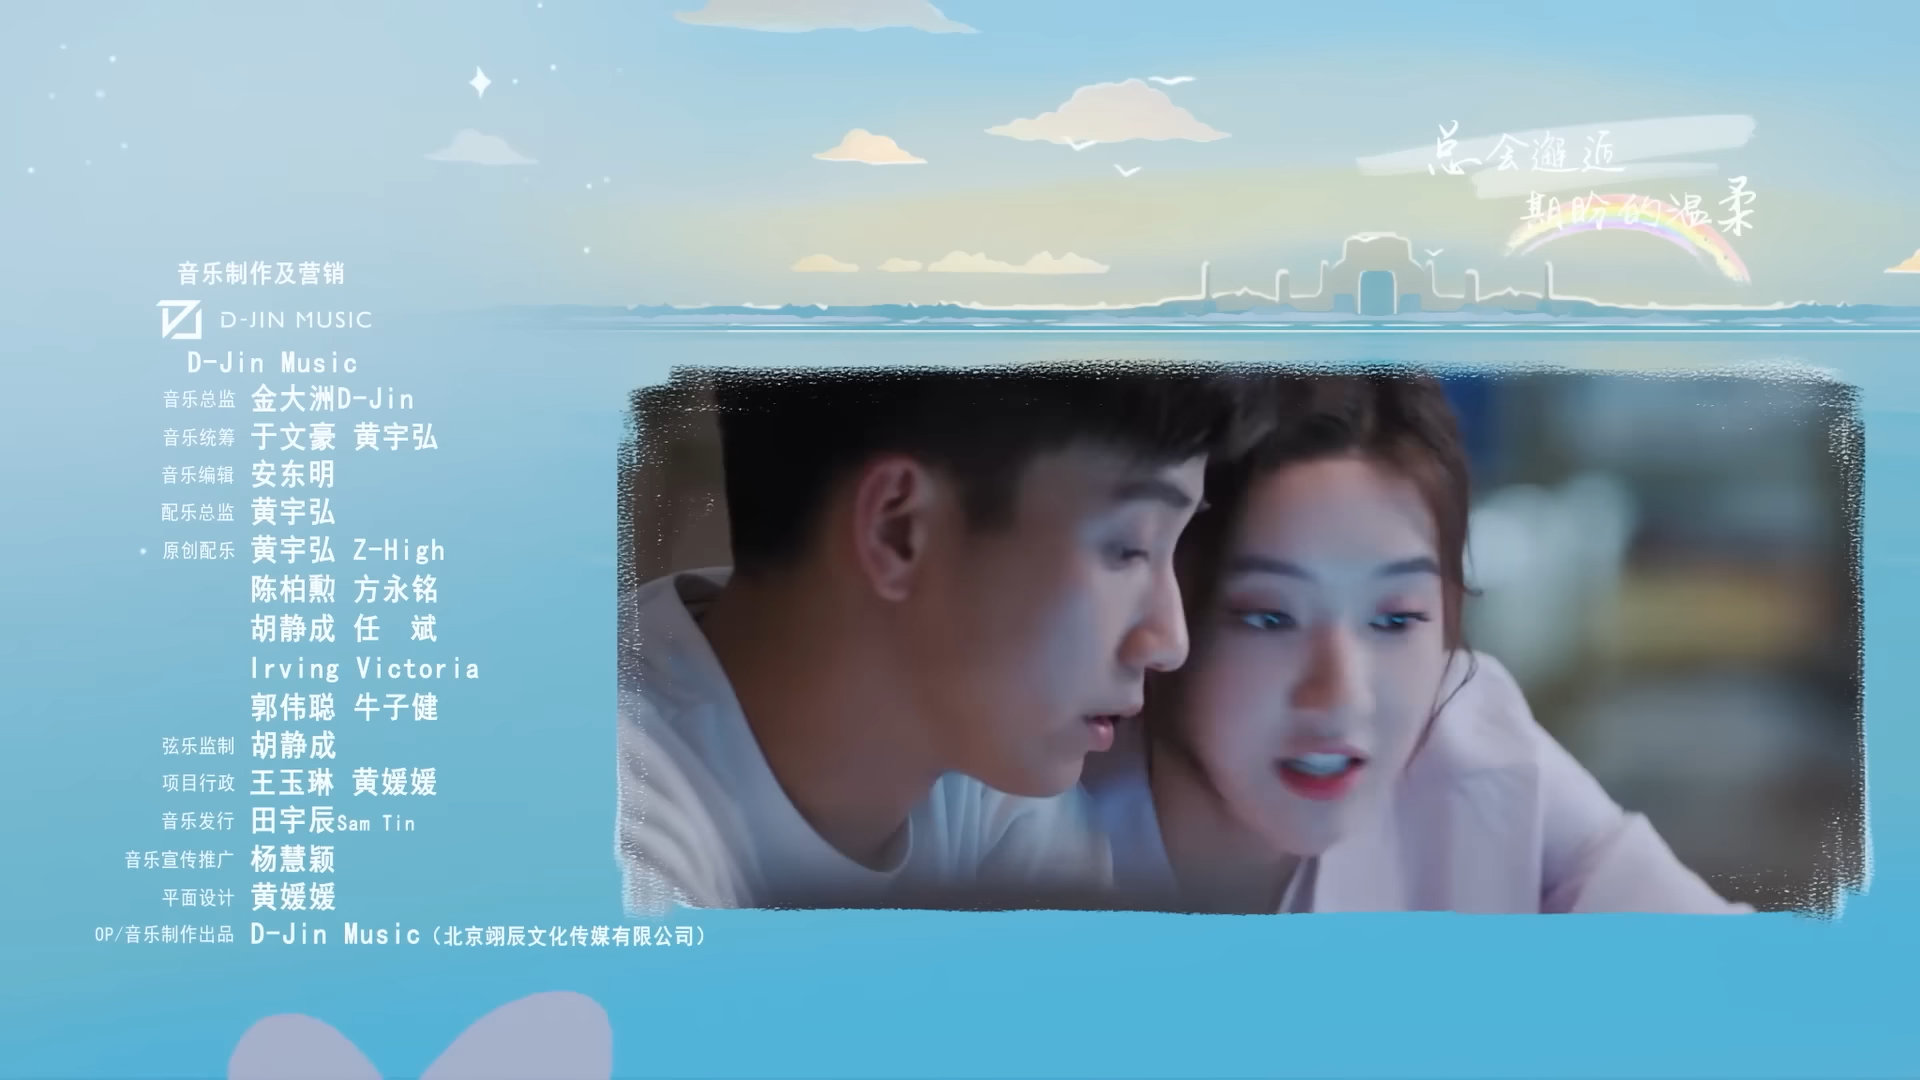 总会邂逅
期盼的温柔
音乐制作及营销
D-JIN MUSIC
D-Jin Music
音乐总监 金大洲D-Jin
音乐统筹 于文豪 黄宇弘
音乐编辑 安东明
配乐总监 黄宇弘
原创配乐 黄宇弘 Z-High
陈柏勲 方永铭
胡静成 任 斌
Irving Victoria
郭伟聪 牛子健
弦乐监制 胡静成
项目行政 王玉琳 黄媛媛
音乐发行 田宇辰Sam Tin
音乐宣传推广 杨慧颖
平面设计 黄媛媛
OP/音乐制作出品 D-Jin Music（北京翊辰文化传媒有限公司）